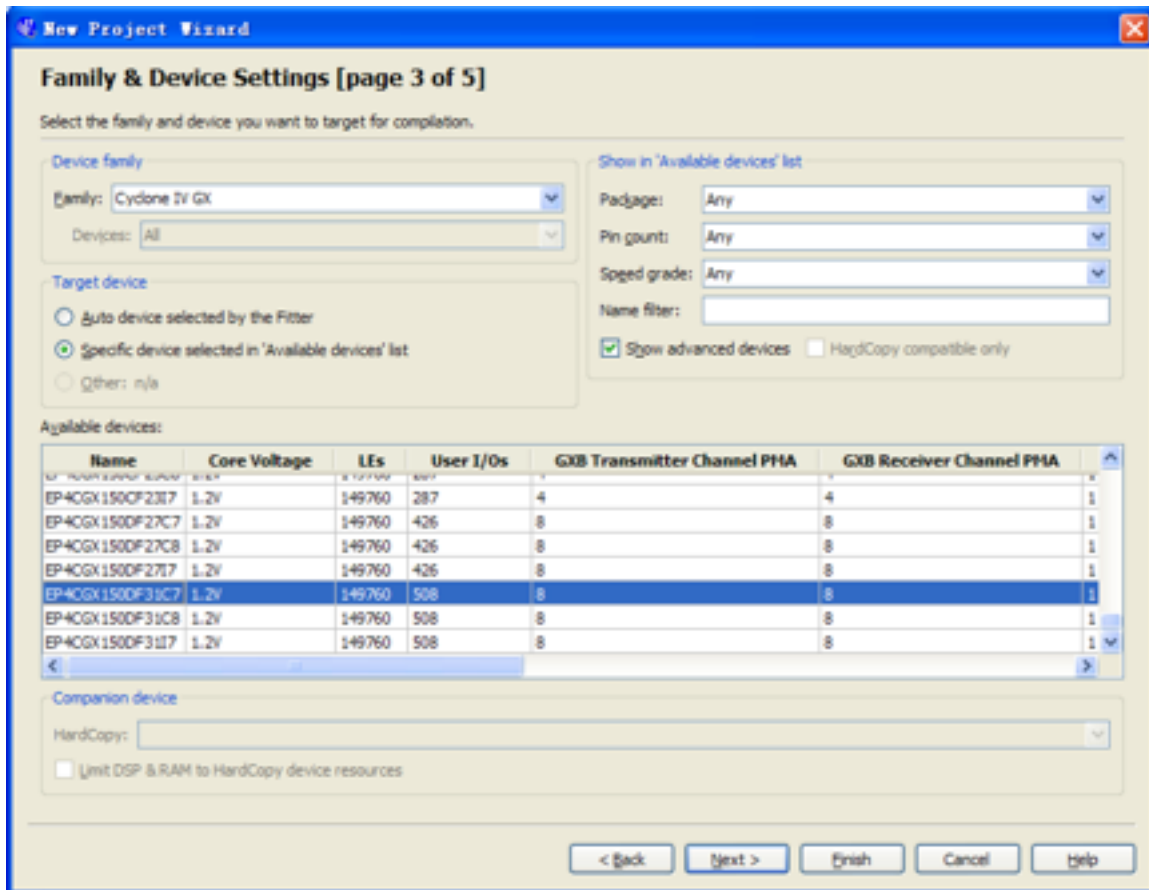 New Project Wizard
Family & Device Settings [page 3 of 5]
Select the family and device you want to target for compilation.
Device family
Family: Cyclone IV GX
Devices: All
Target device
Auto device selected by the Fitter
Specific device selected in 'Available devices' list
Other: n/a
Show in 'Available devices' list
Package: Any
Pin count: Any
Speed grade: Any
Name filter:
Show advanced devices HardCopy compatible only
Available devices:
Name Core Voltage LEs User I/Os GXB Transmitter Channel PMA GXB Receiver Channel PMA
EP4CGX150CF23I7 1.2V 149760 287 4 4 1
EP4CGX150DF27C7 1.2V 149760 426 8 8 1
EP4CGX150DF27C8 1.2V 149760 426 8 8 1
EP4CGX150DF27I7 1.2V 149760 426 8 8 1
EP4CGX150DF31C7 1.2V 149760 508 8 8 1
EP4CGX150DF31C8 1.2V 149760 508 8 8 1
EP4CGX150DF31I7 1.2V 149760 508 8 8 1
Companion device
HardCopy:
Limit DSP & RAM to HardCopy device resources
< Back Next > Finish Cancel Help